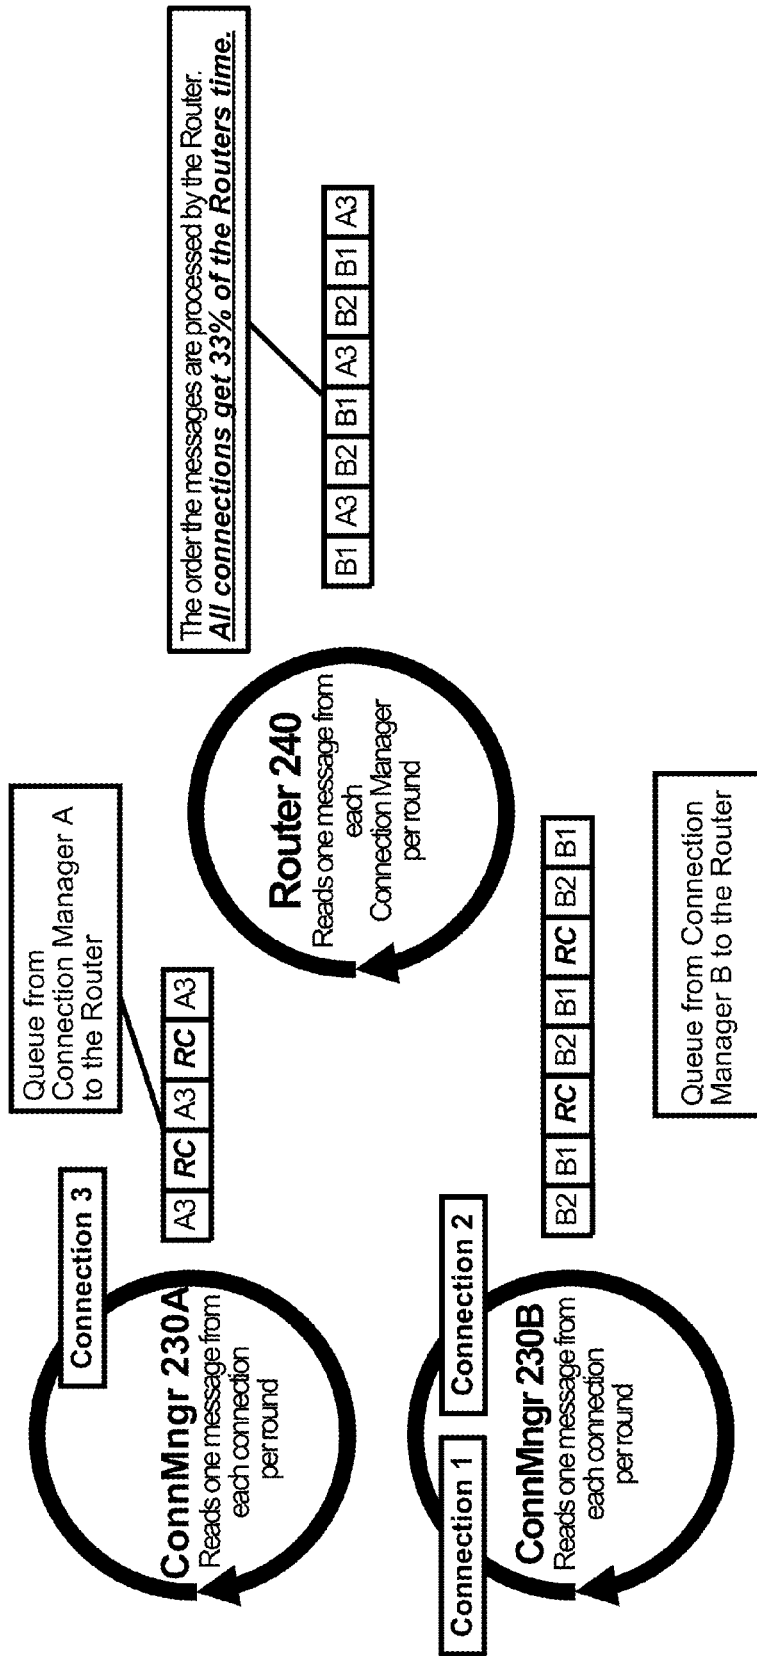 Connection 3
ConnMngr 230A
Reads one message from
each connection
per round
Queue from
Connection Manager A
to the Router
A3 RC A3 RC A3
Connection 1
Connection 2
ConnMngr 230B
Reads one message from
each connection
per round
B2 B1 RC B2 B1 RC B2 B1
Queue from Connection
Manager B to the Router
Router 240
Reads one message from
each
Connection Manager
per round
The order the messages are processed by the Router.
All connections get 33% of the Routers time.
B1 A3 B2 B1 A3 B2 B1 A3